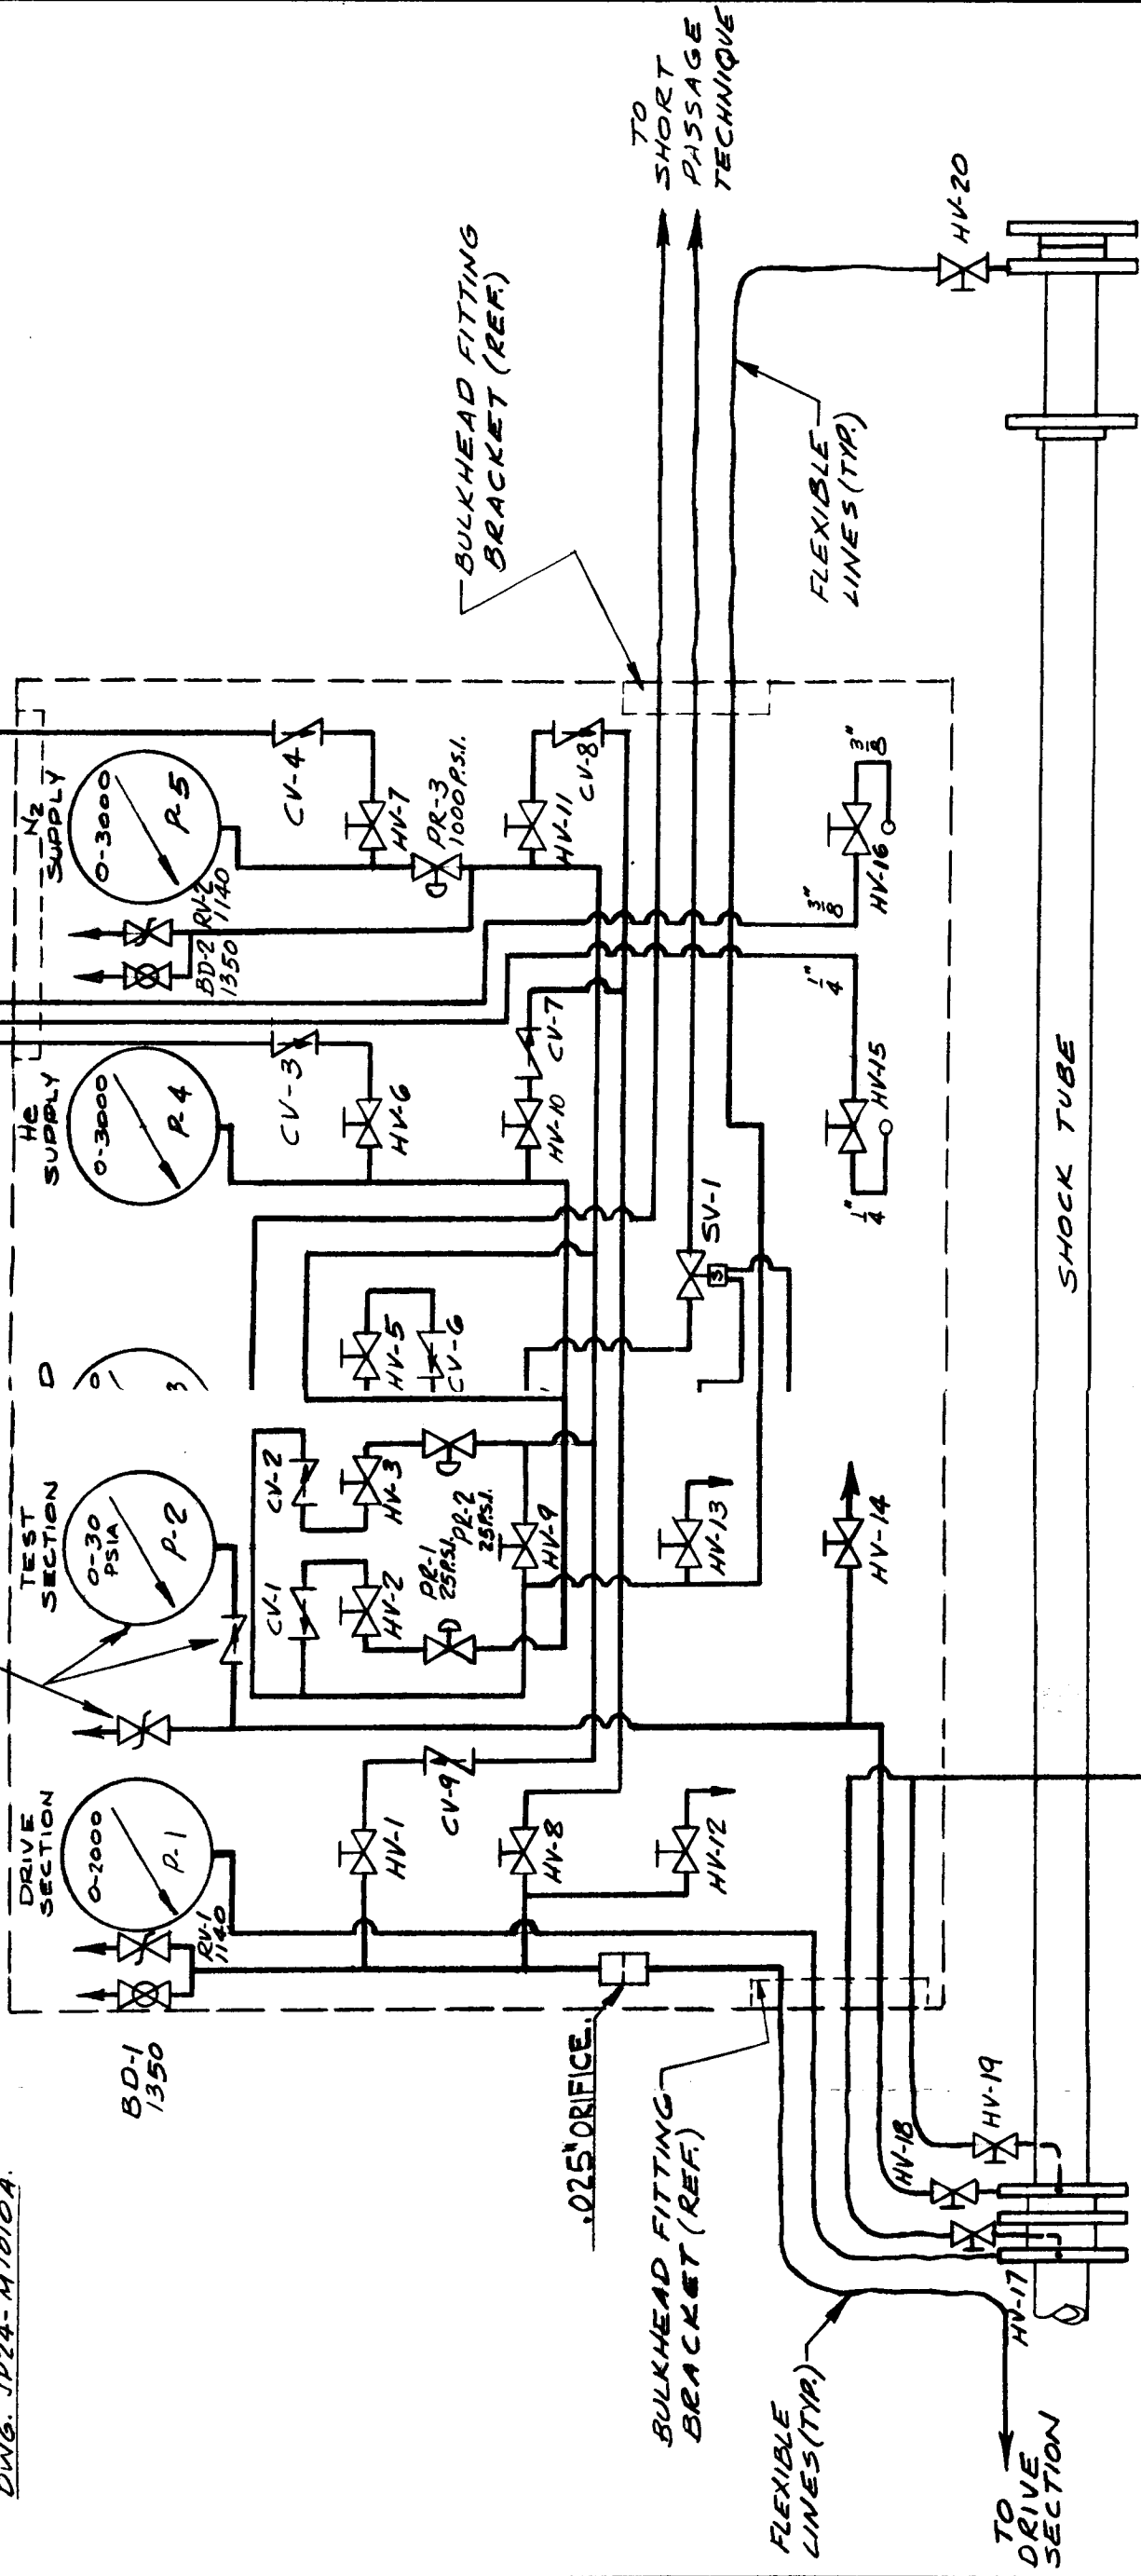 DWG. JP24-M1010A.
BD-1
1350
DRIVE
SECTION
0-2000
P-1
RV-1
1140
TEST
SECTION
0-30
PSIA
P-2
D
0
3
He
SUPPLY
0-3000
P-4
N2
SUPPLY
0-3000
P-5
RV-2
1140
BD-2
1350
CV-1
CV-2
CV-3
CV-4
HV-1
HV-2
HV-3
HV-5
CV-6
HV-6
HV-7
PR-1
25 P.S.I.
PR-2
25 P.S.I.
PR-3
1000 P.S.I.
CV-9
HV-8
HV-9
HV-10
CV-7
HV-11
CV-8
HV-12
HV-13
SV-1
S
HV-14
HV-15
1/4"
1/4"
HV-16
3/8"
3/8"
.025" ORIFICE.
BULKHEAD FITTING
BRACKET (REF.)
BULKHEAD FITTING
BRACKET (REF.)
TO
SHORT
PASSAGE
TECHNIQUE
FLEXIBLE
LINES (TYP.)
FLEXIBLE
LINES (TYP.)
TO
DRIVE
SECTION
HV-17
HV-18
HV-19
HV-20
SHOCK TUBE